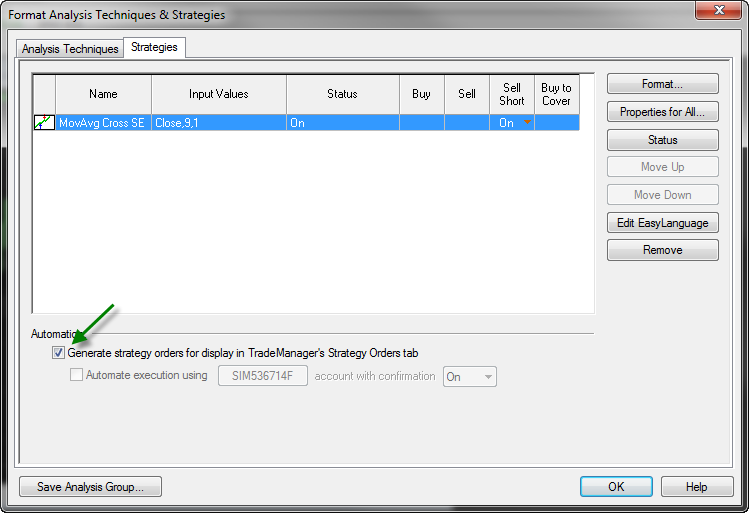 Format Analysis Techniques & Strategies
Analysis Techniques
Strategies
Name Input Values Status Buy Sell Sell Short Buy to Cover
MovAvg Cross SE Close,9,1 On On
Format...
Properties for All...
Status
Move Up
Move Down
Edit EasyLanguage
Remove
Generate strategy orders for display in TradeManager's Strategy Orders tab
Automate execution using SIM536714F account with confirmation On
Save Analysis Group...
OK
Help